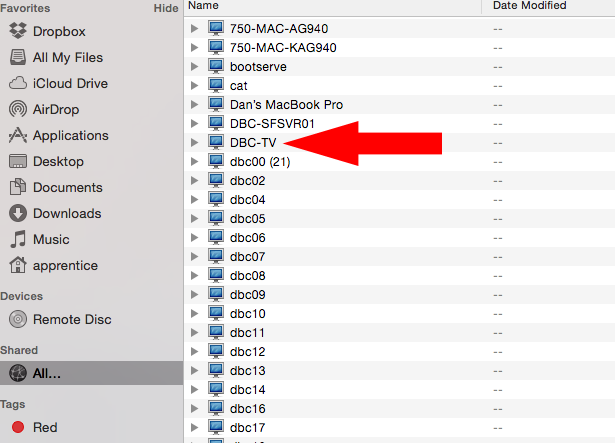 Favorites Hide
Dropbox
All My Files
iCloud Drive
AirDrop
Applications
Desktop
Documents
Downloads
Music
apprentice
Devices
Remote Disc
Shared
All...
Tags
Red
Name Date Modified
750-MAC-AG940 --
750-MAC-KAG940 --
bootserve --
cat --
Dan's MacBook Pro --
DBC-SFSVR01 --
DBC-TV --
dbc00 (21) --
dbc02 --
dbc04 --
dbc05 --
dbc06 --
dbc07 --
dbc08 --
dbc09 --
dbc10 --
dbc11 --
dbc12 --
dbc13 --
dbc14 --
dbc16 --
dbc17 --